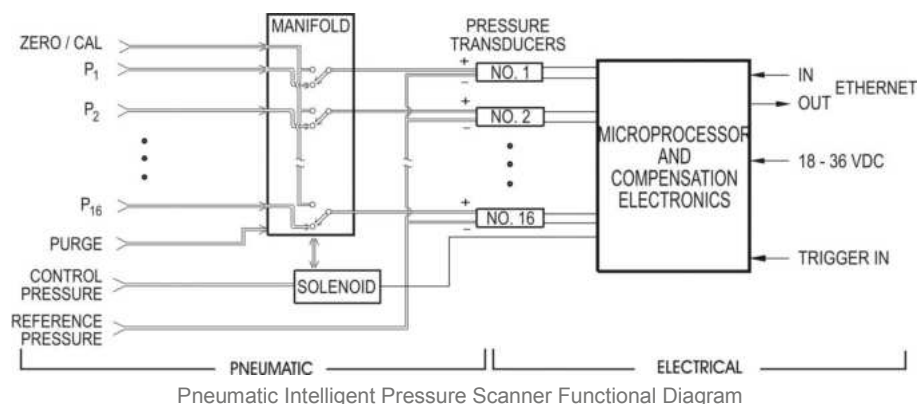 MANIFOLD
PRESSURE
TRANSDUCERS
ZERO / CAL
P1
P2
P16
PURGE
CONTROL
PRESSURE
REFERENCE
PRESSURE
SOLENOID
+
NO. 1
−
+
NO. 2
−
+
NO. 16
−
MICROPROCESSOR
AND
COMPENSATION
ELECTRONICS
IN
ETHERNET
OUT
18 - 36 VDC
TRIGGER IN
PNEUMATIC
ELECTRICAL
Pneumatic Intelligent Pressure Scanner Functional Diagram